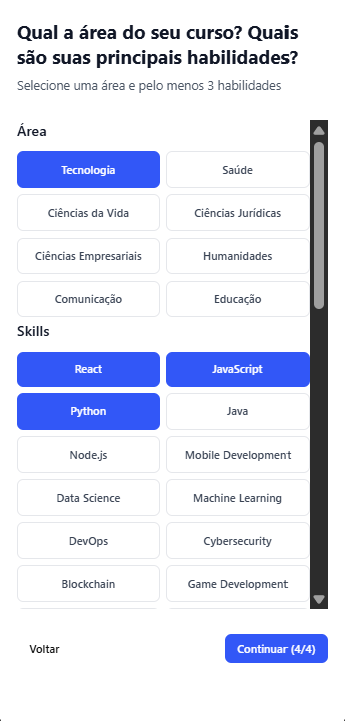 Qual a área do seu curso? Quais
são suas principais habilidades?
Selecione uma área e pelo menos 3 habilidades
Área
Tecnologia
Saúde
Ciências da Vida
Ciências Jurídicas
Ciências Empresariais
Humanidades
Comunicação
Educação
Skills
React
JavaScript
Python
Java
Node.js
Mobile Development
Data Science
Machine Learning
DevOps
Cybersecurity
Blockchain
Game Development
Voltar
Continuar (4/4)